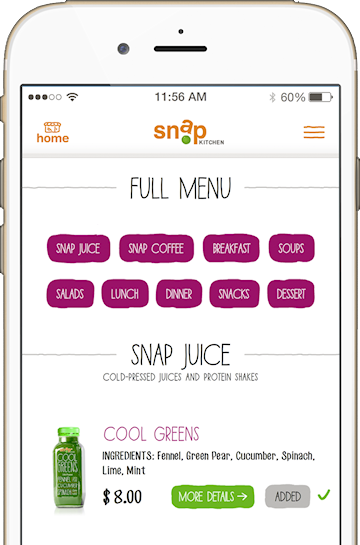 11:56 AM 60%
home snap KITCHEN
FULL MENU
SNAP JUICE SNAP COFFEE BREAKFAST SOUPS
SALADS LUNCH DINNER SNACKS DESSERT
SNAP JUICE
COLD-PRESSED JUICES AND PROTEIN SHAKES
COOL GREENS
INGREDIENTS: Fennel, Green Pear, Cucumber, Spinach,
Lime, Mint
$ 8.00 MORE DETAILS → ADDED
COOL
GREENS
FENNEL
CUCUMBER
SPINACH